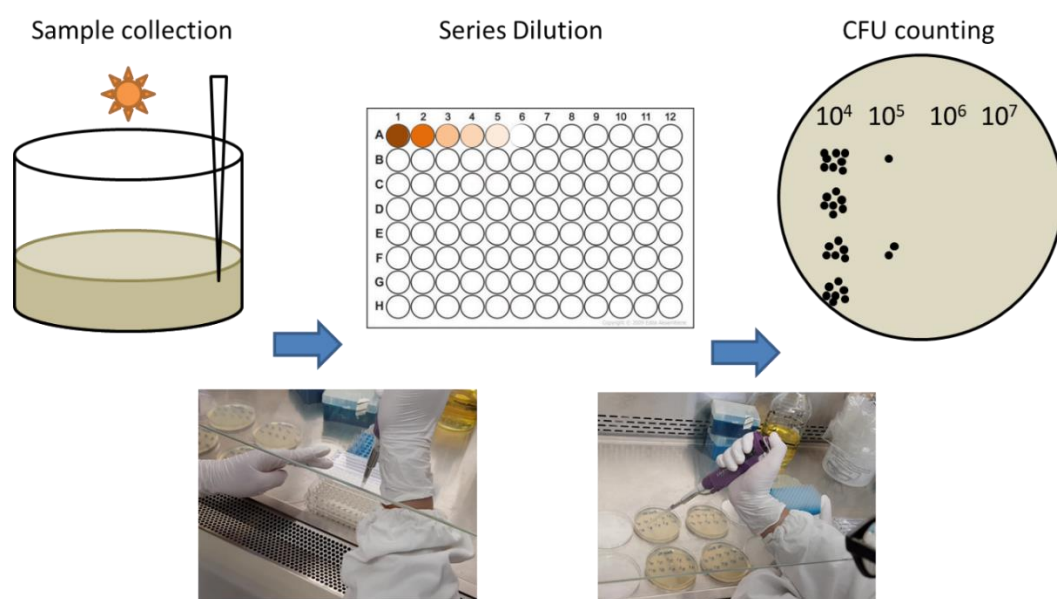 Sample collection
Series Dilution
CFU counting
1 2 3 4 5 6 7 8 9 10 11 12
A
B
C
D
E
F
G
H
10⁴ 10⁵ 10⁶ 10⁷